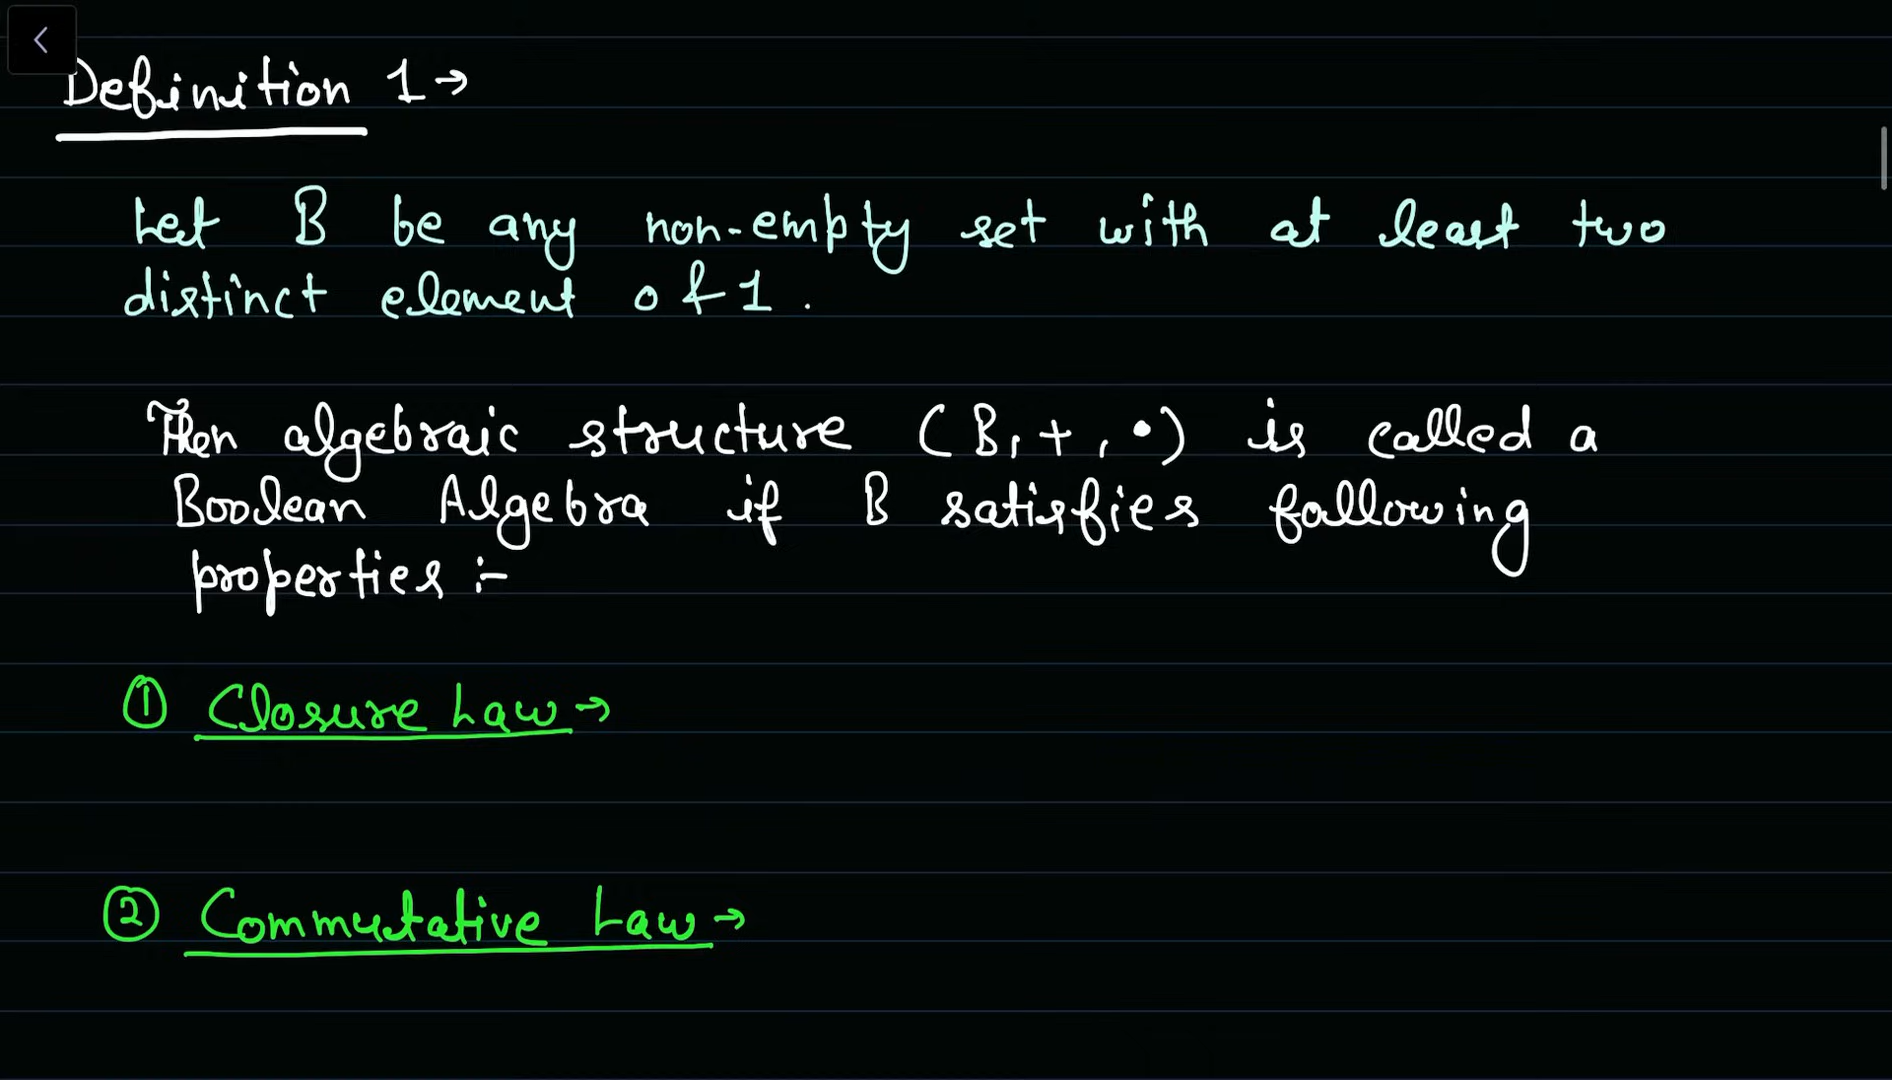 Definition 1→
Let B be any non-empty set with at least two
distinct element 0 & 1.
Then algebraic structure (B, +, •) is called a
Boolean Algebra if B satisfies following
properties :-
① Closure Law →
② Commutative Law →